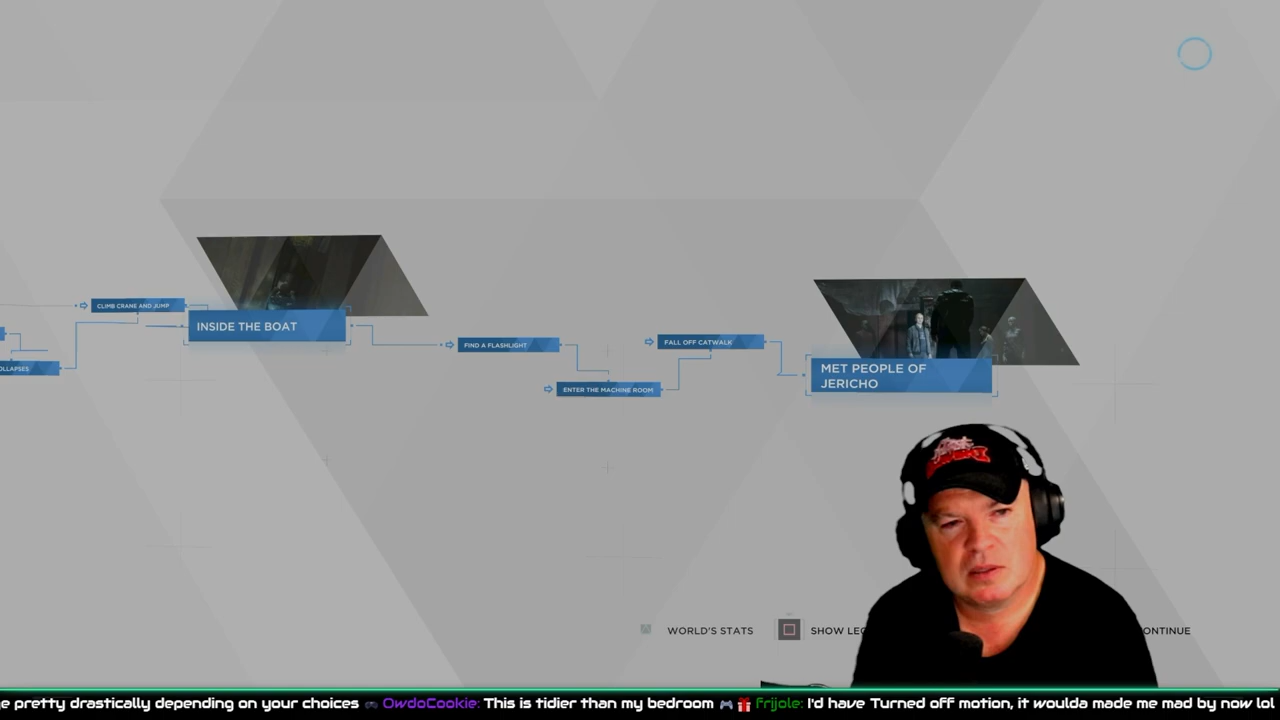 CLIMB CRANE AND JUMP
INSIDE THE BOAT
OLLAPSES
FIND A FLASHLIGHT
ENTER THE MACHINE ROOM
FALL OFF CATWALK
MET PEOPLE OF
JERICHO
WORLD'S STATS
SHOW LEG
ONTINUE
e pretty drastically depending on your choices 🎮 OwdoCookie: This is tidier than my bedroom 🎮 🎁 Frijole: I'd have Turned off motion, it woulda made me mad by now lol